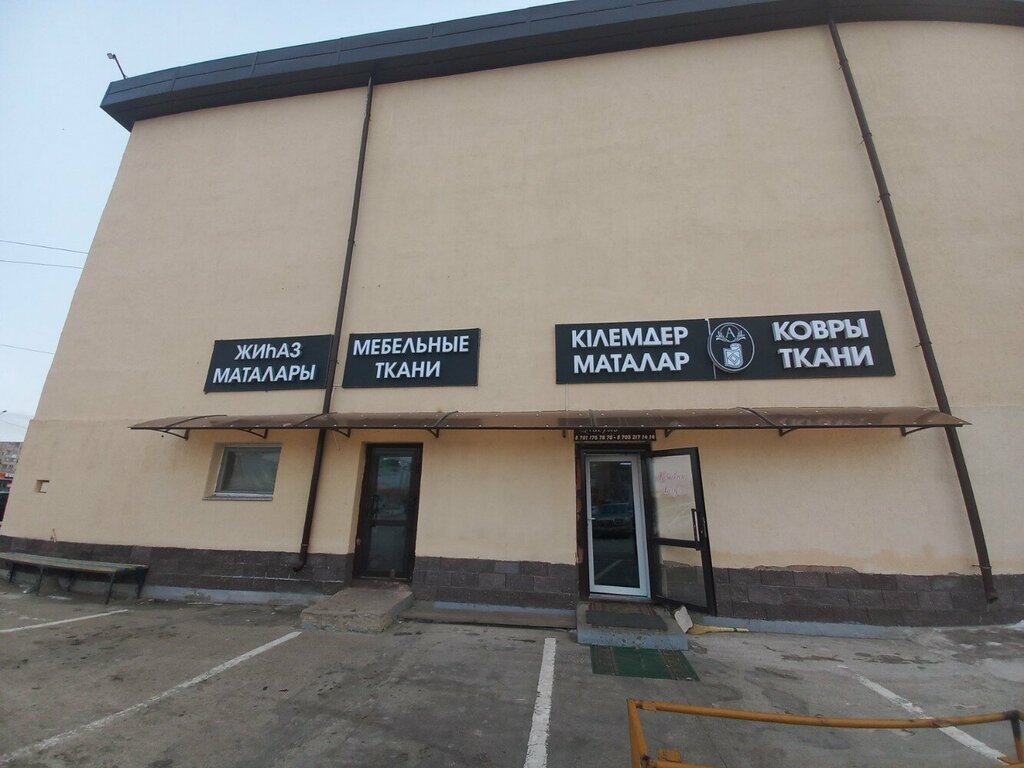 ЖИҺАЗ
МАТАЛАРЫ
МЕБЕЛЬНЫЕ
ТКАНИ
КІЛЕМДЕР
МАТАЛАР
А
КОВРЫ
ТКАНИ